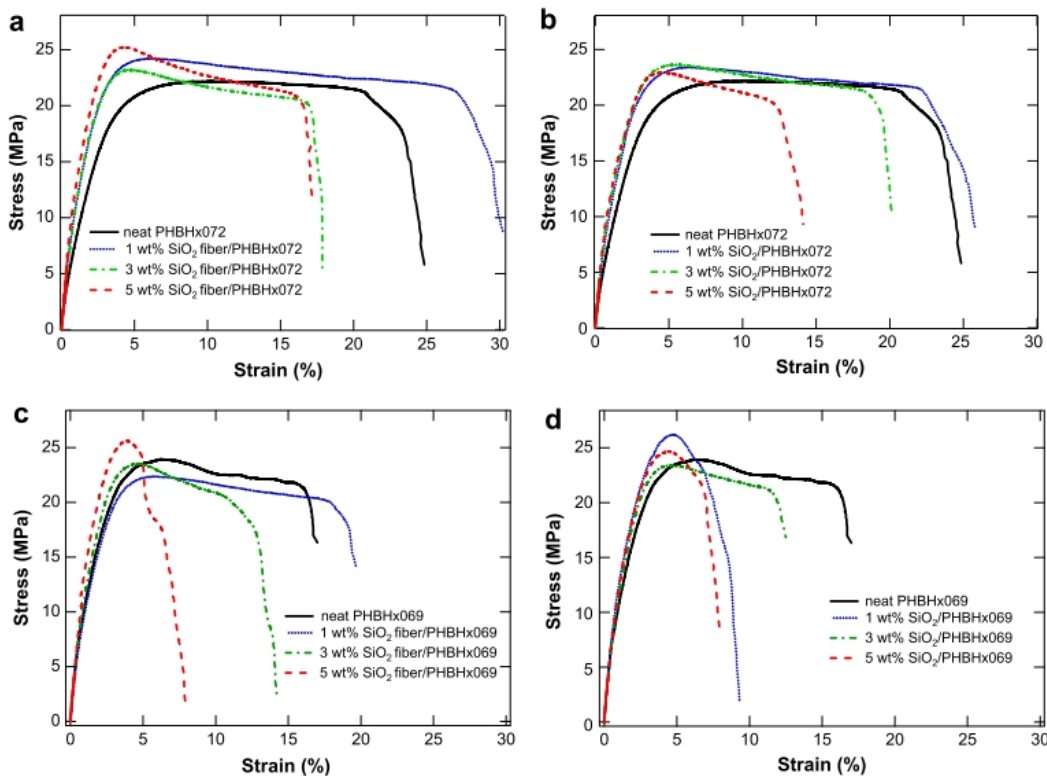 a
25
20
15
10
5
0
Stress (MPa)
neat PHBHx072
1 wt% SiO₂ fiber/PHBHx072
3 wt% SiO₂ fiber/PHBHx072
5 wt% SiO₂ fiber/PHBHx072
0 5 10 15 20 25 30
Strain (%)
b
25
20
15
10
5
0
Stress (MPa)
neat PHBHx072
1 wt% SiO₂/PHBHx072
3 wt% SiO₂/PHBHx072
5 wt% SiO₂/PHBHx072
0 5 10 15 20 25 30
Strain (%)
c
25
20
15
10
5
0
Stress (MPa)
neat PHBHx069
1 wt% SiO₂ fiber/PHBHx069
3 wt% SiO₂ fiber/PHBHx069
5 wt% SiO₂ fiber/PHBHx069
0 5 10 15 20 25 30
Strain (%)
d
25
20
15
10
5
0
Stress (MPa)
neat PHBHx069
1 wt% SiO₂/PHBHx069
3 wt% SiO₂/PHBHx069
5 wt% SiO₂/PHBHx069
0 5 10 15 20 25 30
Strain (%)